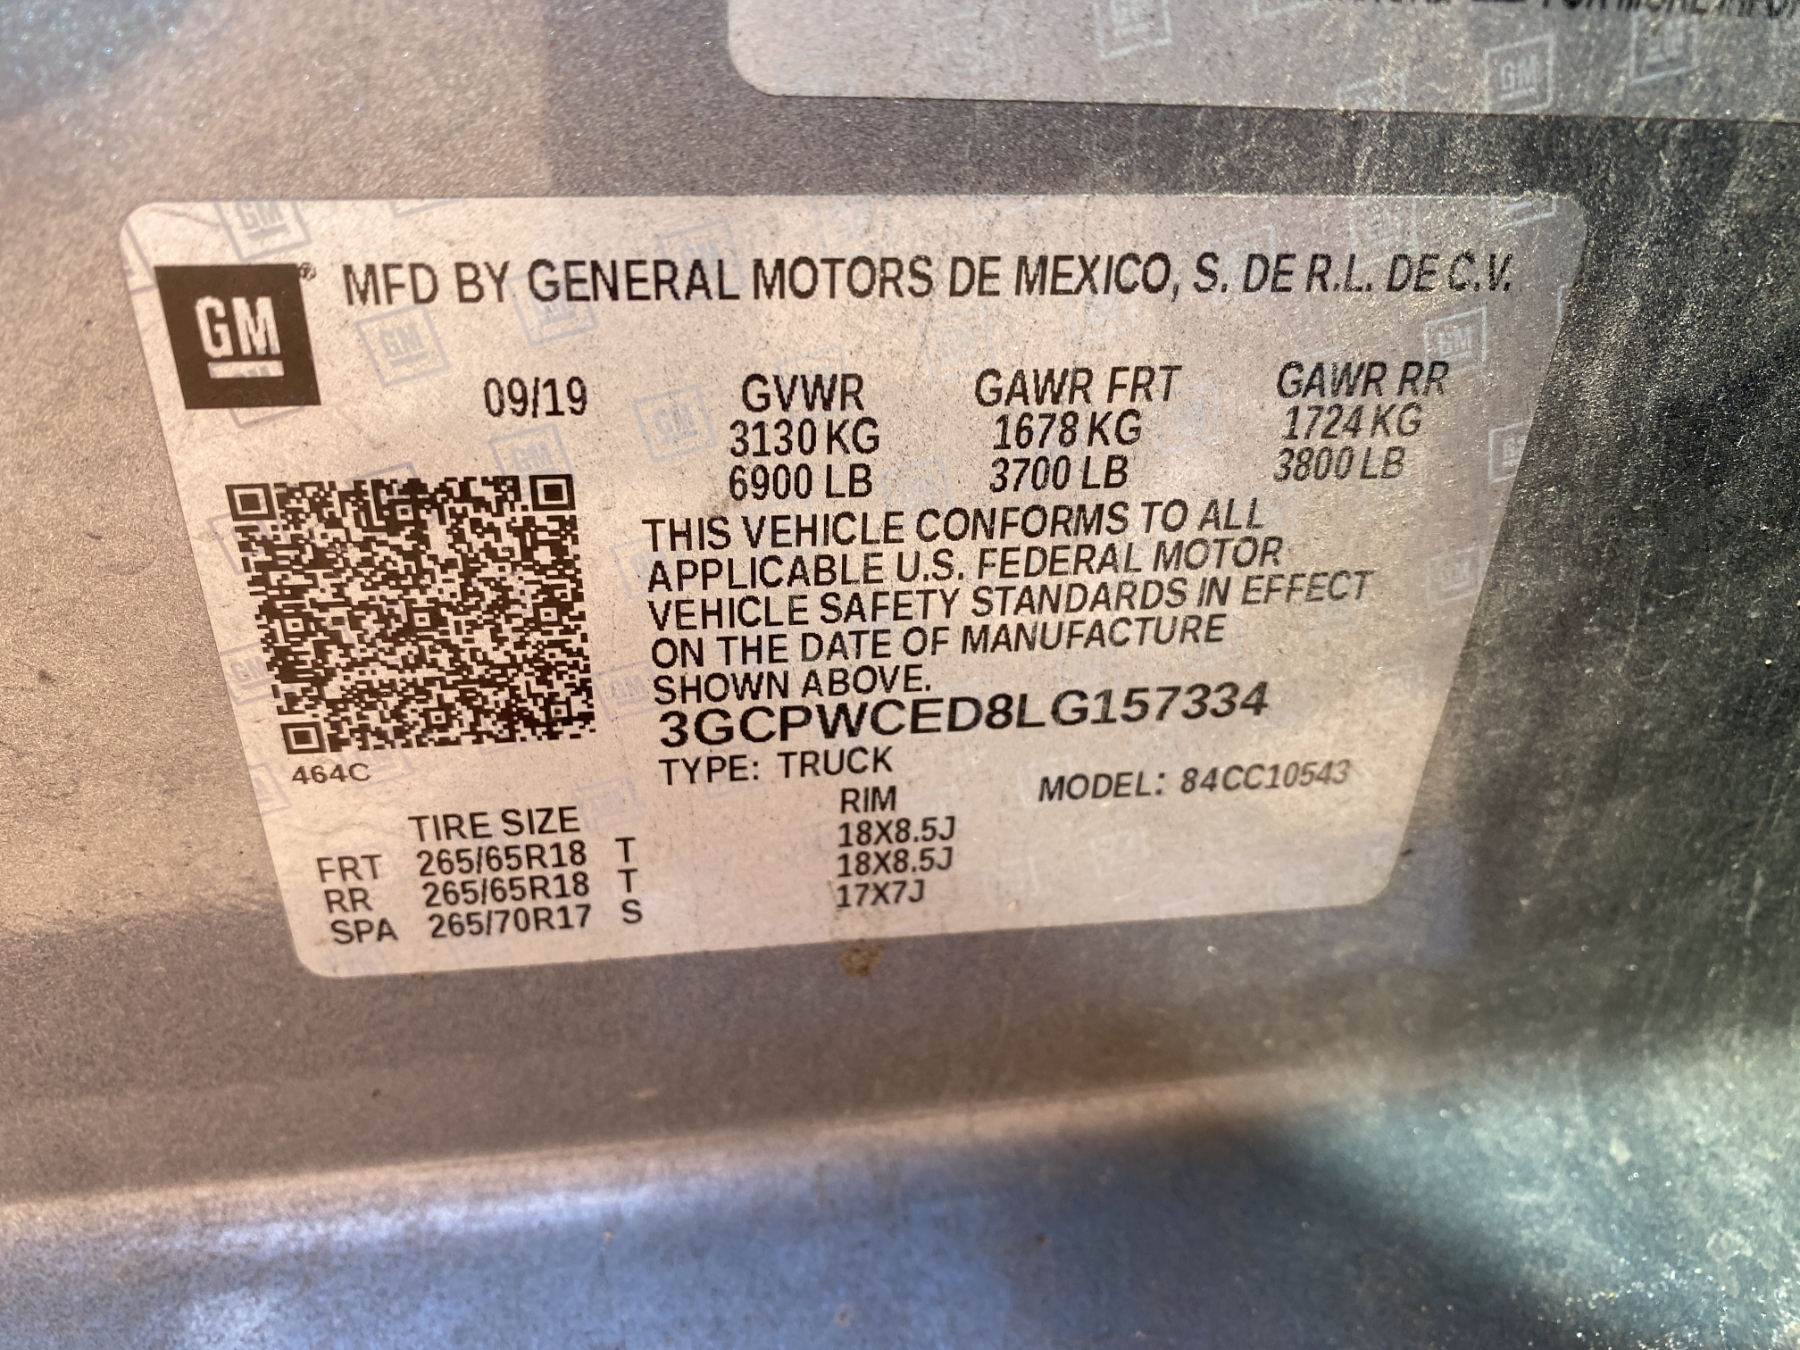 FOR MORE INFOR
GM ® MFD BY GENERAL MOTORS DE MEXICO, S. DE R.L. DE C.V.
09/19 GVWR GAWR FRT GAWR RR
3130 KG 1678 KG 1724 KG
6900 LB 3700 LB 3800 LB
THIS VEHICLE CONFORMS TO ALL
APPLICABLE U.S. FEDERAL MOTOR
VEHICLE SAFETY STANDARDS IN EFFECT
ON THE DATE OF MANUFACTURE
SHOWN ABOVE.
3GCPWCED8LG157334
464C TYPE: TRUCK MODEL: 84CC10543
TIRE SIZE RIM
FRT 265/65R18 T 18X8.5J
RR 265/65R18 T 18X8.5J
SPA 265/70R17 S 17X7J